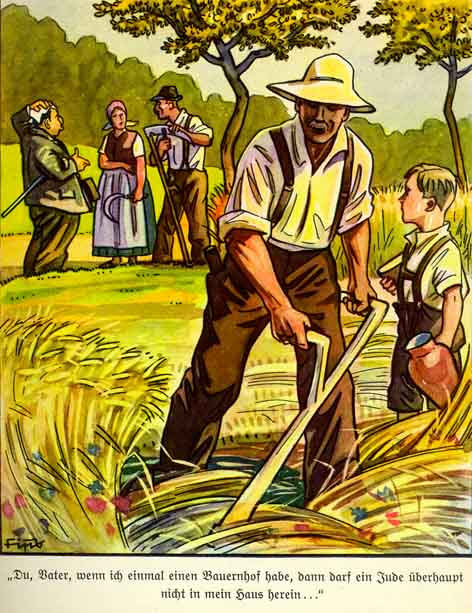 Fips
„Du, Vater, wenn ich einmal einen Bauernhof habe, dann darf ein Jude überhaupt
nicht in mein Haus herein . . .“